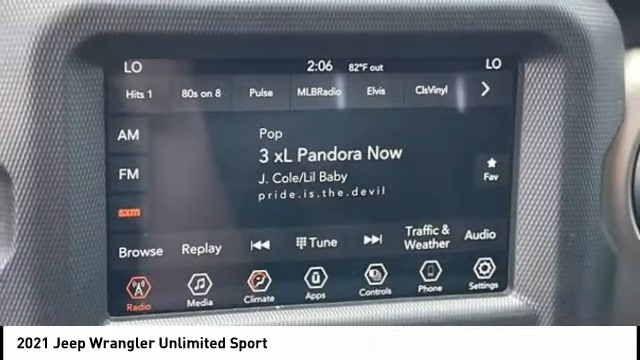 LO 2:06 82°F out LO
Hits 1 80s on 8 Pulse MLBRadio Elvis ClsVinyl
AM
FM
sxm
Pop
3 xL Pandora Now
J. Cole/Lil Baby
pride.is.the.devil
Fav
Browse Replay Tune Traffic & Weather Audio
Radio Media Climate Apps Controls Phone Settings
2021 Jeep Wrangler Unlimited Sport